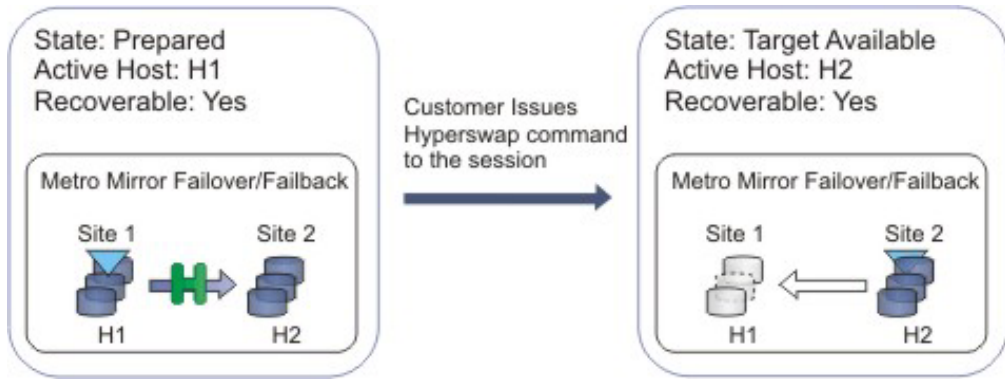 State: Prepared
Active Host: H1
Recoverable: Yes
Metro Mirror Failover/Failback
Site 1
Site 2
H1
H2
Customer Issues
Hyperswap command
to the session
State: Target Available
Active Host: H2
Recoverable: Yes
Metro Mirror Failover/Failback
Site 1
Site 2
H1
H2